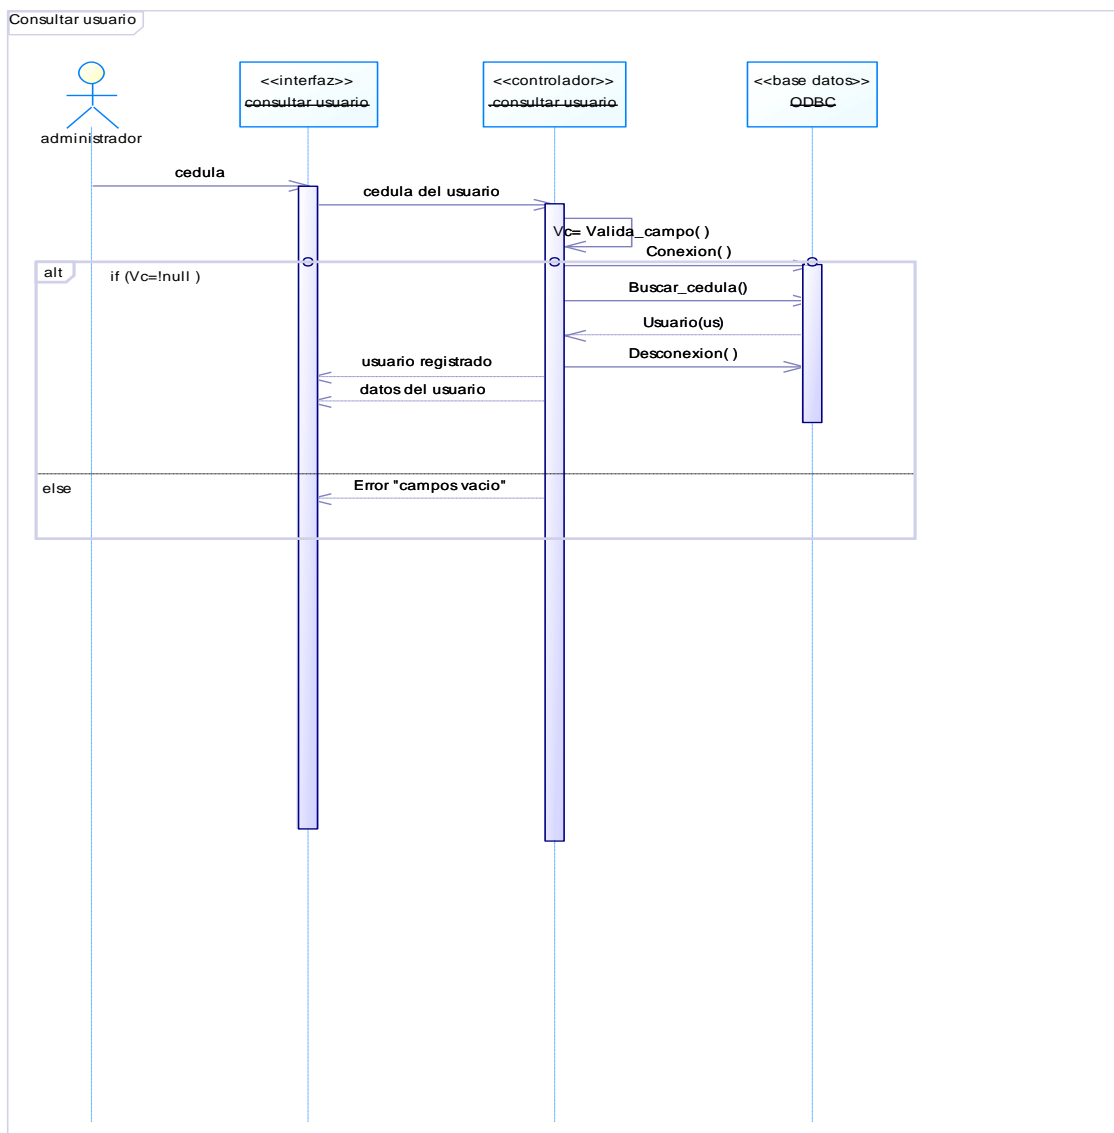 Consultar usuario
<<interfaz>>
consultar usuario
<<controlador>>
consultar usuario
<<base datos>>
ODBC
administrador
cedula
cedula del usuario
Vc= Valida_campo( )
Conexion( )
alt
if (Vc=!null )
Buscar_cedula()
Usuario(us)
Desconexion( )
usuario registrado
datos del usuario
else
Error "campos vacio"